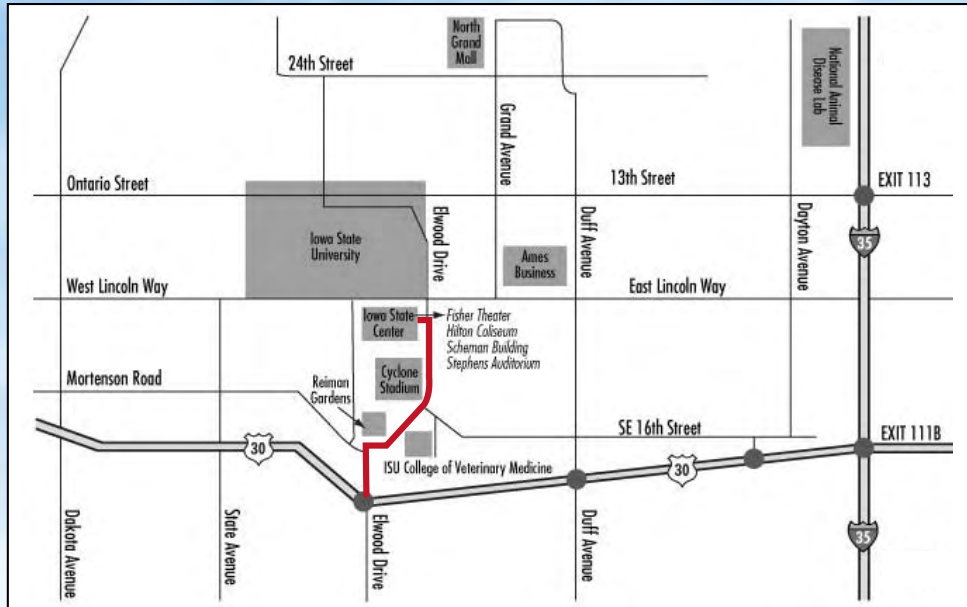 North
Grand
Mall
24th Street
National Animal
Disease Lab
Grand Avenue
Ontario Street
13th Street
EXIT 113
Iowa State
University
Elwood Drive
Duff Avenue
Dayton Avenue
35
Ames
Business
West Lincoln Way
East Lincoln Way
Iowa State
Center
Fisher Theater
Hilton Coliseum
Scheman Building
Stephens Auditorium
Cyclone
Stadium
Mortenson Road
Reiman
Gardens
SE 16th Street
EXIT 111B
30
ISU College of Veterinary Medicine
30
Dakota Avenue
State Avenue
Elwood Drive
Duff Avenue
35